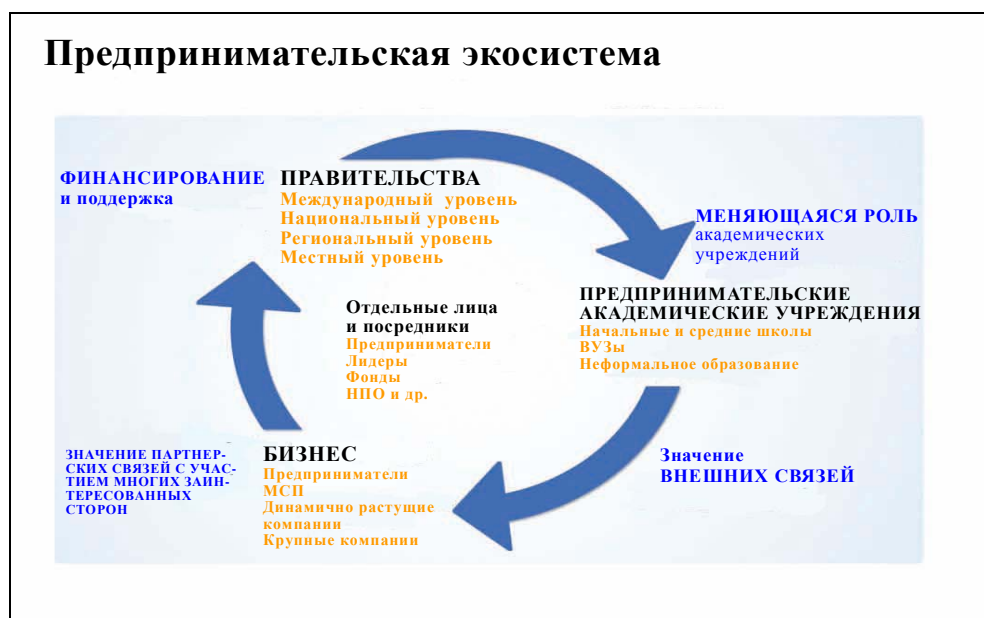 Предпринимательская экосистема
ФИНАНСИРОВАНИЕ
и поддержка
ПРАВИТЕЛЬСТВА
Международный уровень
Национальный уровень
Региональный уровень
Местный уровень
МЕНЯЮЩАЯСЯ РОЛЬ
академических
учреждений
ПРЕДПРИНИМАТЕЛЬСКИЕ
АКАДЕМИЧЕСКИЕ УЧРЕЖДЕНИЯ
Начальные и средние школы
ВУЗы
Неформальное образование
Отдельные лица
и посредники
Предприниматели
Лидеры
Фонды
НПО и др.
Значение
ВНЕШНИХ СВЯЗЕЙ
БИЗНЕС
Предприниматели
МСП
Динамично растущие
компании
Крупные компании
ЗНАЧЕНИЕ ПАРТНЕР-
СКИХ СВЯЗЕЙ С УЧАС-
ТИЕМ МНОГИХ ЗАИН-
ТЕРЕСОВАННЫХ
СТОРОН